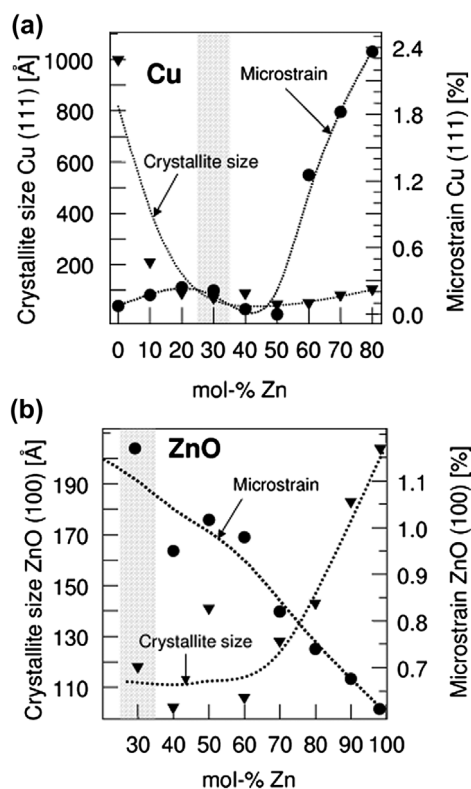 (a)
Crystallite size Cu (111) [Å]
1000
800
600
400
200
Cu
Microstrain
Crystallite size
2.4
1.8
1.2
0.6
0.0
Microstrain Cu (111) [%]
0 10 20 30 40 50 60 70 80
mol-% Zn
(b)
Crystallite size ZnO (100) [Å]
190
170
150
130
110
ZnO
Microstrain
Crystallite size
1.1
1.0
0.9
0.8
0.7
Microstrain ZnO (100) [%]
30 40 50 60 70 80 90 100
mol-% Zn